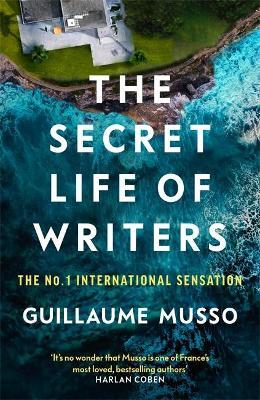 THE
SECRET
LIFE OF
WRITERS
THE No.1 INTERNATIONAL SENSATION
GUILLAUME MUSSO
‘It’s no wonder that Musso is one of France’s
most loved, bestselling authors’
HARLAN COBEN